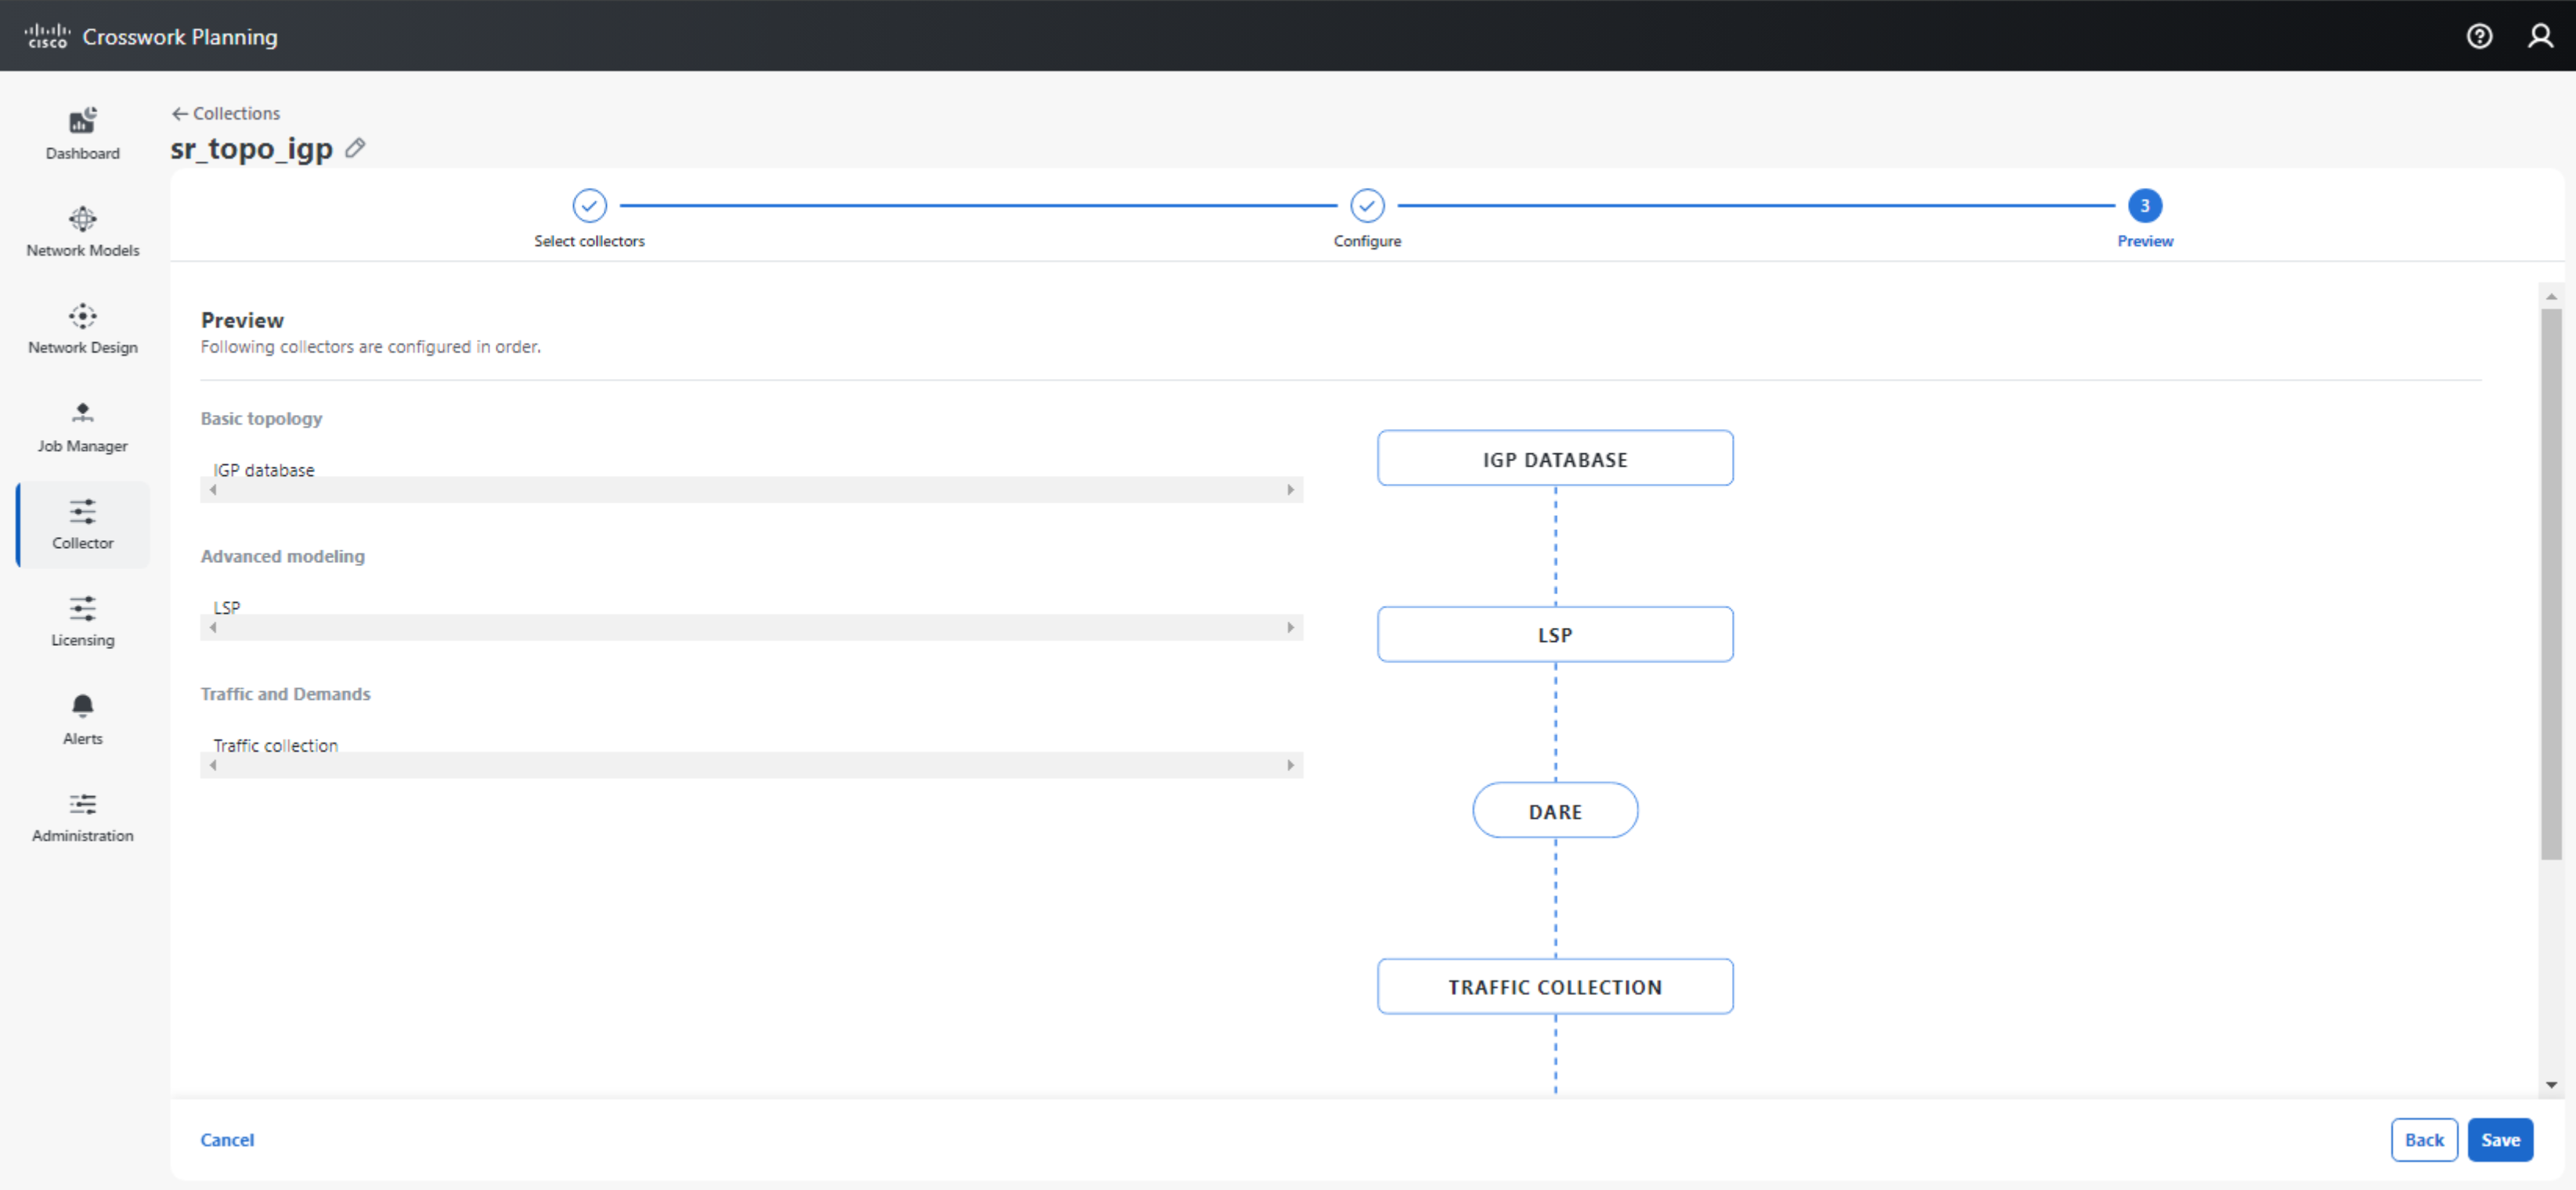 CISCO Crosswork Planning
Collections
sr_topo_igp
Dashboard
Network Models
Network Design
Job Manager
Collector
Licensing
Alerts
Administration
Select collectors
Configure
3
Preview
Preview
Following collectors are configured in order.
Basic topology
IGP database
Advanced modeling
LSP
Traffic and Demands
Traffic collection
IGP DATABASE
LSP
DARE
TRAFFIC COLLECTION
Cancel
Back
Save